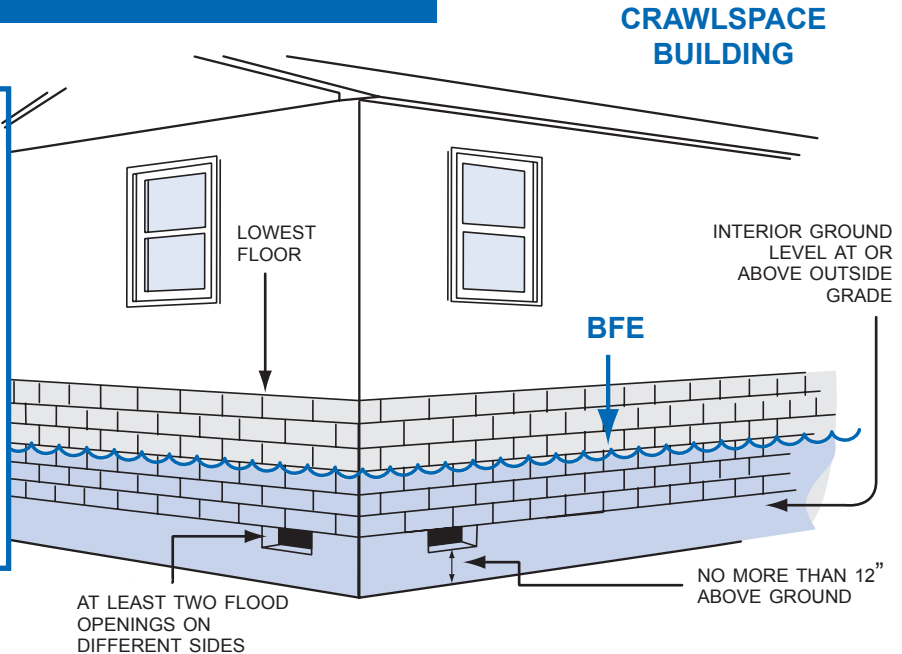 CRAWLSPACE
BUILDING
LOWEST
FLOOR
INTERIOR GROUND
LEVEL AT OR
ABOVE OUTSIDE
GRADE
BFE
AT LEAST TWO FLOOD
OPENINGS ON
DIFFERENT SIDES
NO MORE THAN 12”
ABOVE GROUND